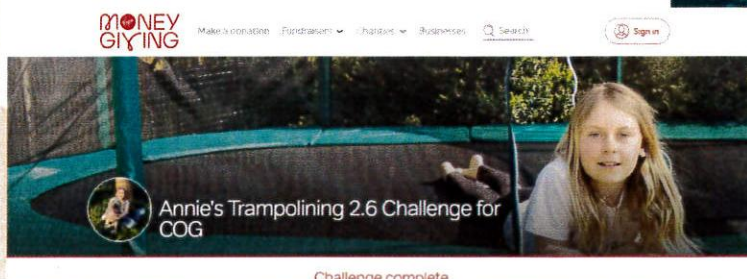 MONEY
GIVING
Make a donation Fundraisers Charities Businesses Search Sign in
Annie's Trampolining 2.6 Challenge for
COG
Challenge complete